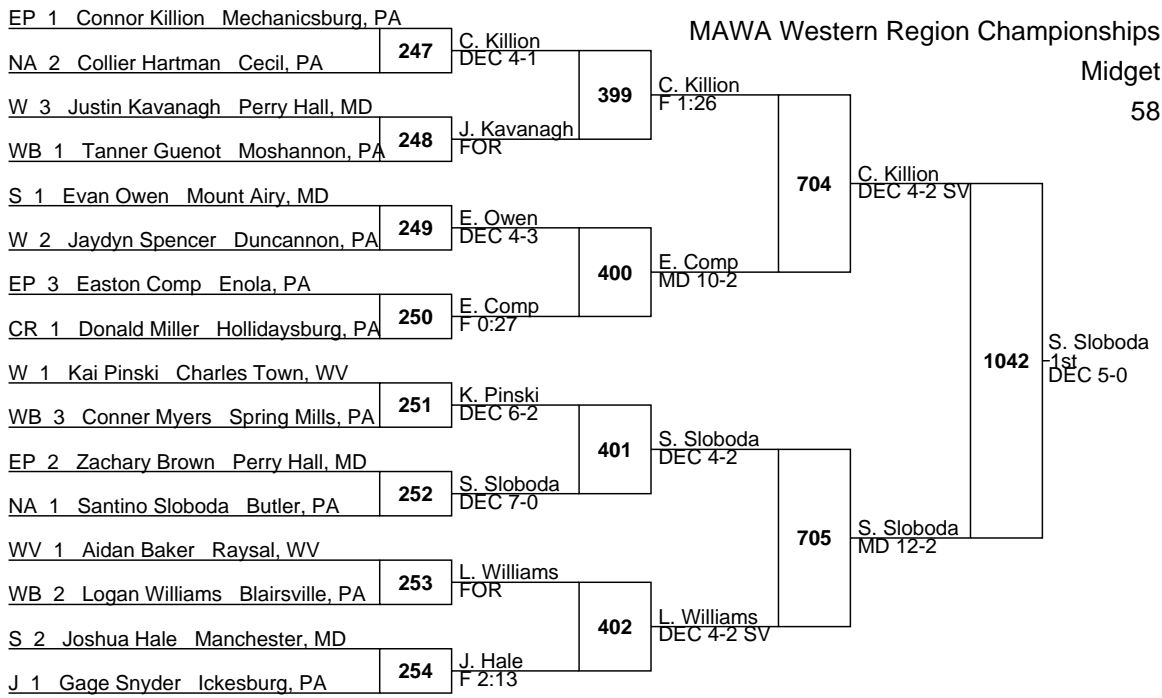 MAWA Western Region Championships
Midget
58
EP 1 Connor Killion Mechanicsburg, PA
NA 2 Collier Hartman Cecil, PA
W 3 Justin Kavanagh Perry Hall, MD
WB 1 Tanner Guenot Moshannon, PA
S 1 Evan Owen Mount Airy, MD
W 2 Jaydyn Spencer Duncannon, PA
EP 3 Easton Comp Enola, PA
CR 1 Donald Miller Hollidaysburg, PA
W 1 Kai Pinski Charles Town, WV
WB 3 Conner Myers Spring Mills, PA
EP 2 Zachary Brown Perry Hall, MD
NA 1 Santino Sloboda Butler, PA
WV 1 Aidan Baker Raysal, WV
WB 2 Logan Williams Blairsville, PA
S 2 Joshua Hale Manchester, MD
J 1 Gage Snyder Ickesburg, PA
247
C. Killion
DEC 4-1
248
J. Kavanagh
FOR
249
E. Owen
DEC 4-3
250
E. Comp
F 0:27
251
K. Pinski
DEC 6-2
252
S. Sloboda
DEC 7-0
253
L. Williams
FOR
254
J. Hale
F 2:13
399
C. Killion
F 1:26
400
E. Comp
MD 10-2
401
S. Sloboda
DEC 4-2
402
L. Williams
DEC 4-2 SV
704
C. Killion
DEC 4-2 SV
705
S. Sloboda
MD 12-2
1042
S. Sloboda
1st
DEC 5-0